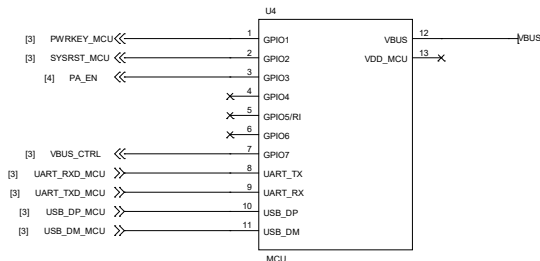 U4
[3] PWRKEY_MCU 1 GPIO1 VBUS 12 VBUS
[3] SYSRST_MCU 2 GPIO2 VDD_MCU 13
[4] PA_EN 3 GPIO3
4 GPIO4
5 GPIO5/RI
6 GPIO6
[3] VBUS_CTRL 7 GPIO7
[3] UART_RXD_MCU 8 UART_TX
[3] UART_TXD_MCU 9 UART_RX
[3] USB_DP_MCU 10 USB_DP
[3] USB_DM_MCU 11 USB_DM
MCU